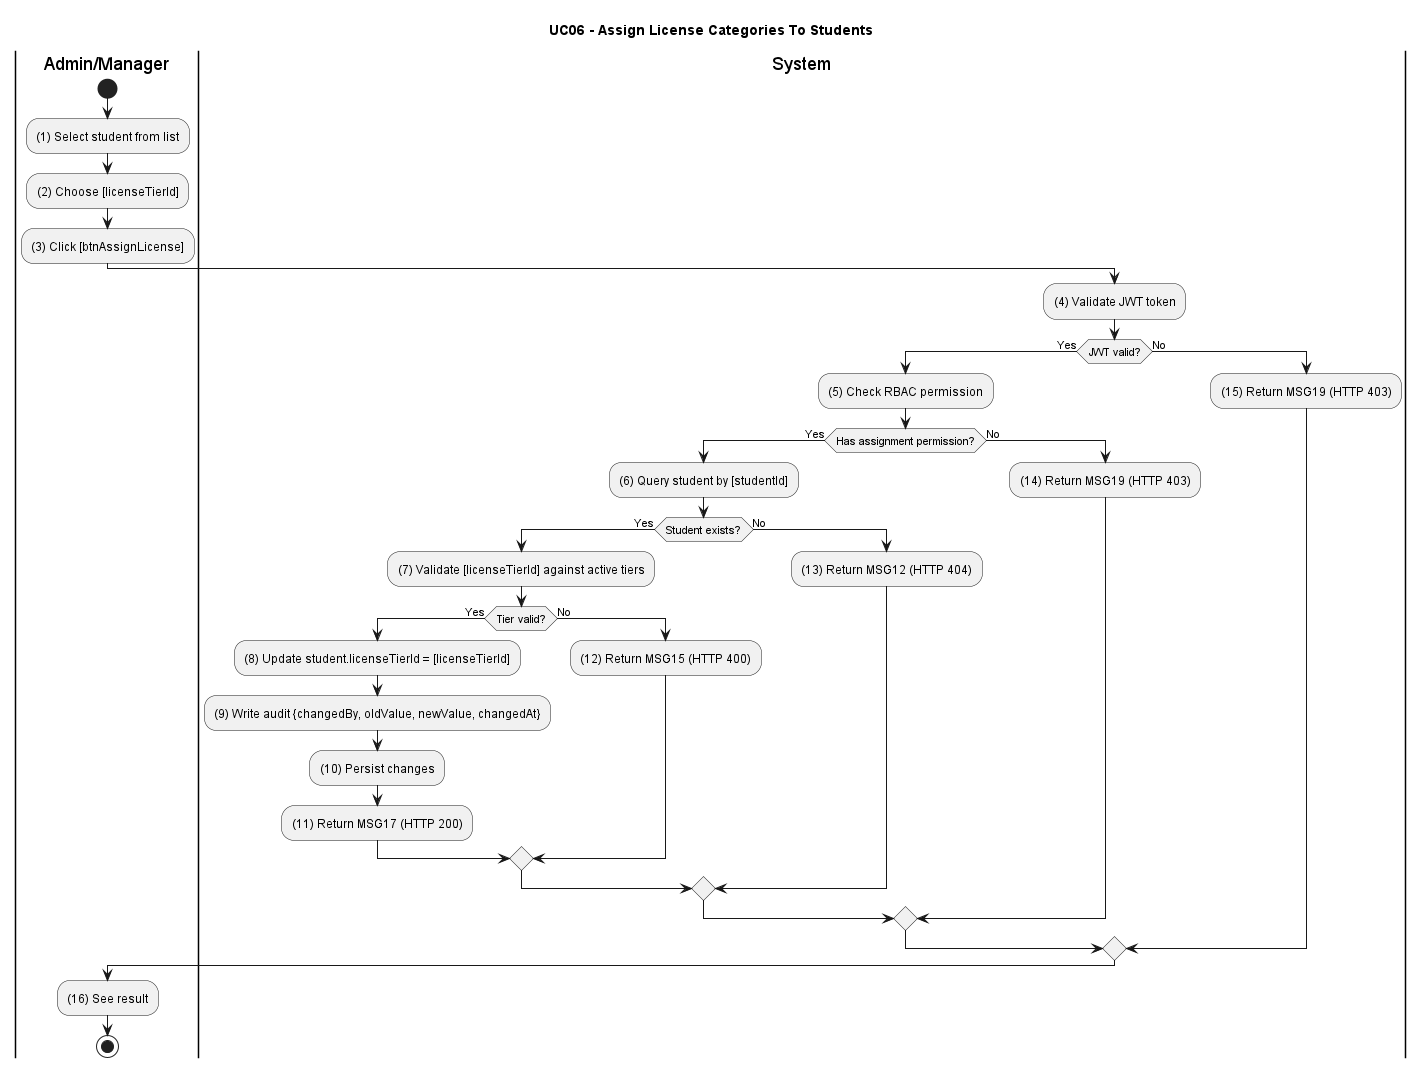 UC06 - Assign License Categories To Students
Admin/Manager
System
(1) Select student from list
(2) Choose [licenseTierId]
(3) Click [btnAssignLicense]
(4) Validate JWT token
Yes
JWT valid?
No
(5) Check RBAC permission
(15) Return MSG19 (HTTP 403)
Yes
Has assignment permission?
No
(6) Query student by [studentId]
(14) Return MSG19 (HTTP 403)
Yes
Student exists?
No
(7) Validate [licenseTierId] against active tiers
(13) Return MSG12 (HTTP 404)
Yes
Tier valid?
No
(8) Update student.licenseTierId = [licenseTierId]
(12) Return MSG15 (HTTP 400)
(9) Write audit {changedBy, oldValue, newValue, changedAt}
(10) Persist changes
(11) Return MSG17 (HTTP 200)
(16) See result